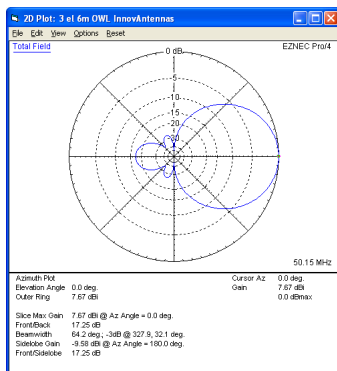 2D Plot: 3 el 6m OWL InnovAntennas
File Edit View Options Reset
Total Field
EZNEC Pro/4
0 dB
-5
-10
-15
-20
-30
50.15 MHz
Azimuth Plot Cursor Az 0.0 deg.
Elevation Angle 0.0 deg. Gain 7.67 dBi
Outer Ring 7.67 dBi 0.0 dBmax
Slice Max Gain 7.67 dBi @ Az Angle = 0.0 deg.
Front/Back 17.25 dB
Beamwidth 64.2 deg.; -3dB @ 327.9, 32.1 deg.
Sidelobe Gain -9.58 dBi @ Az Angle = 180.0 deg.
Front/Sidelobe 17.25 dB